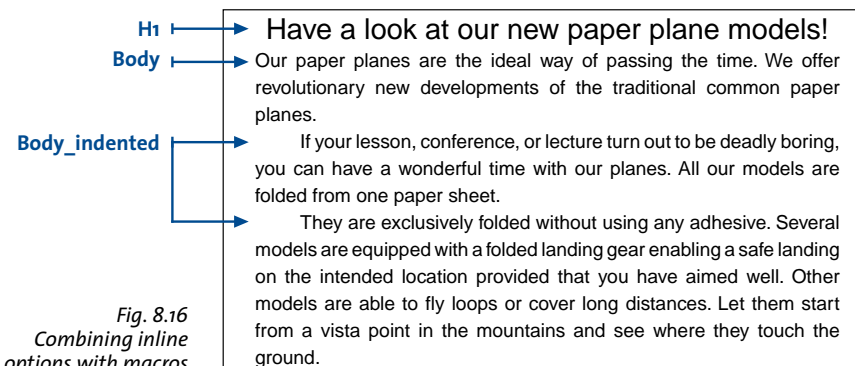 H1
Have a look at our new paper plane models!
Body
Our paper planes are the ideal way of passing the time. We offer
revolutionary new developments of the traditional common paper
planes.
Body_indented
If your lesson, conference, or lecture turn out to be deadly boring,
you can have a wonderful time with our planes. All our models are
folded from one paper sheet.
They are exclusively folded without using any adhesive. Several
models are equipped with a folded landing gear enabling a safe landing
on the intended location provided that you have aimed well. Other
models are able to fly loops or cover long distances. Let them start
from a vista point in the mountains and see where they touch the
ground.
Fig. 8.16
Combining inline
options with macros